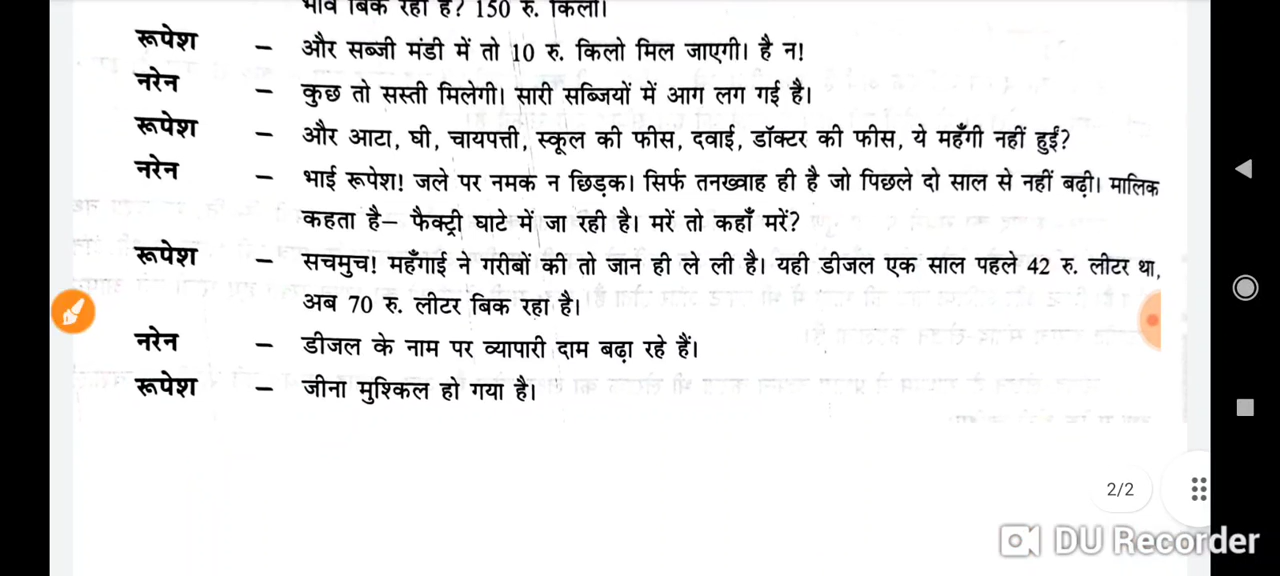 भाव बिक रहा है? 150 रु. किलो।
रूपेश – और सब्जी मंडी में तो 10 रु. किलो मिल जाएगी। है न!
नरेन – कुछ तो सस्ती मिलेगी। सारी सब्जियों में आग लग गई है।
रूपेश – और आटा, घी, चायपत्ती, स्कूल की फीस, दवाई, डॉक्टर की फीस, ये महँगी नहीं हुईं?
नरेन – भाई रूपेश! जले पर नमक न छिड़क। सिर्फ तनख्वाह ही है जो पिछले दो साल से नहीं बढ़ी। मालिक
कहता है– फैक्ट्री घाटे में जा रही है। मरें तो कहाँ मरें?
रूपेश – सचमुच! महँगाई ने गरीबों की तो जान ही ले ली है। यही डीजल एक साल पहले 42 रु. लीटर था,
अब 70 रु. लीटर बिक रहा है।
नरेन – डीजल के नाम पर व्यापारी दाम बढ़ा रहे हैं।
रूपेश – जीना मुश्किल हो गया है।
2/2
DU Recorder